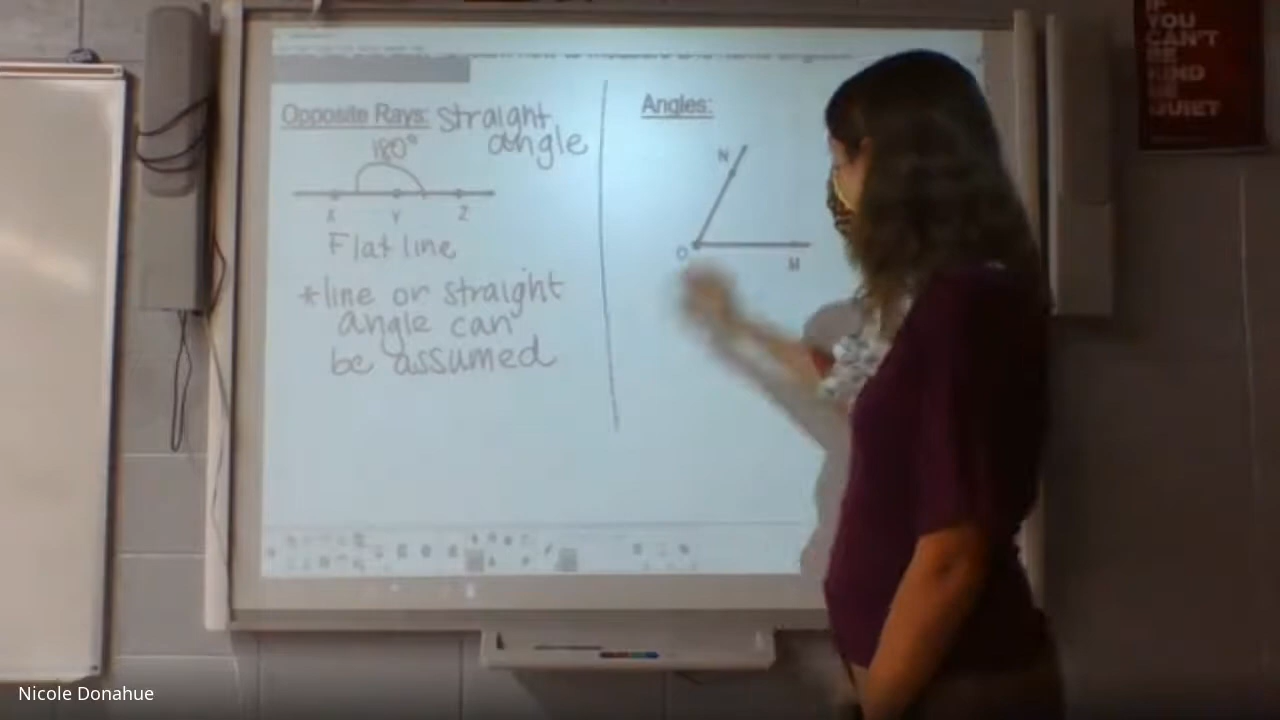 Opposite Rays: straight
angle
180°
X Y Z
Flat line
*line or straight
angle can
be assumed
Angles:
N
O
M
IF
YOU
CAN'T
BE
KIND
BE
QUIET
Nicole Donahue